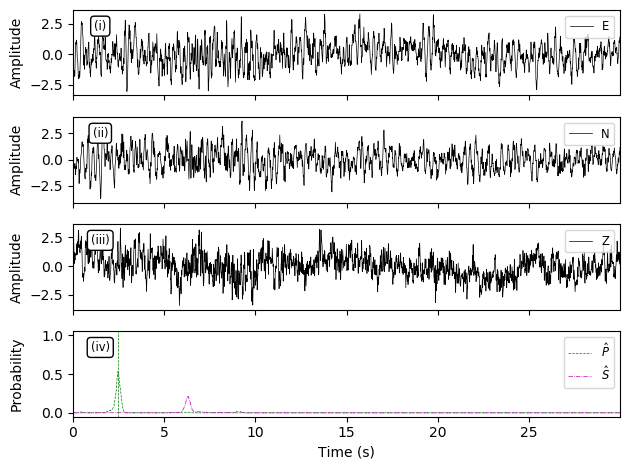 (i)
E
2.5
0.0
−2.5
Amplitude
(ii)
N
2.5
0.0
−2.5
Amplitude
(iii)
Z
2.5
0.0
−2.5
Amplitude
(iv)
P̂
Ŝ
1.0
0.5
0.0
Probability
0 5 10 15 20 25
Time (s)